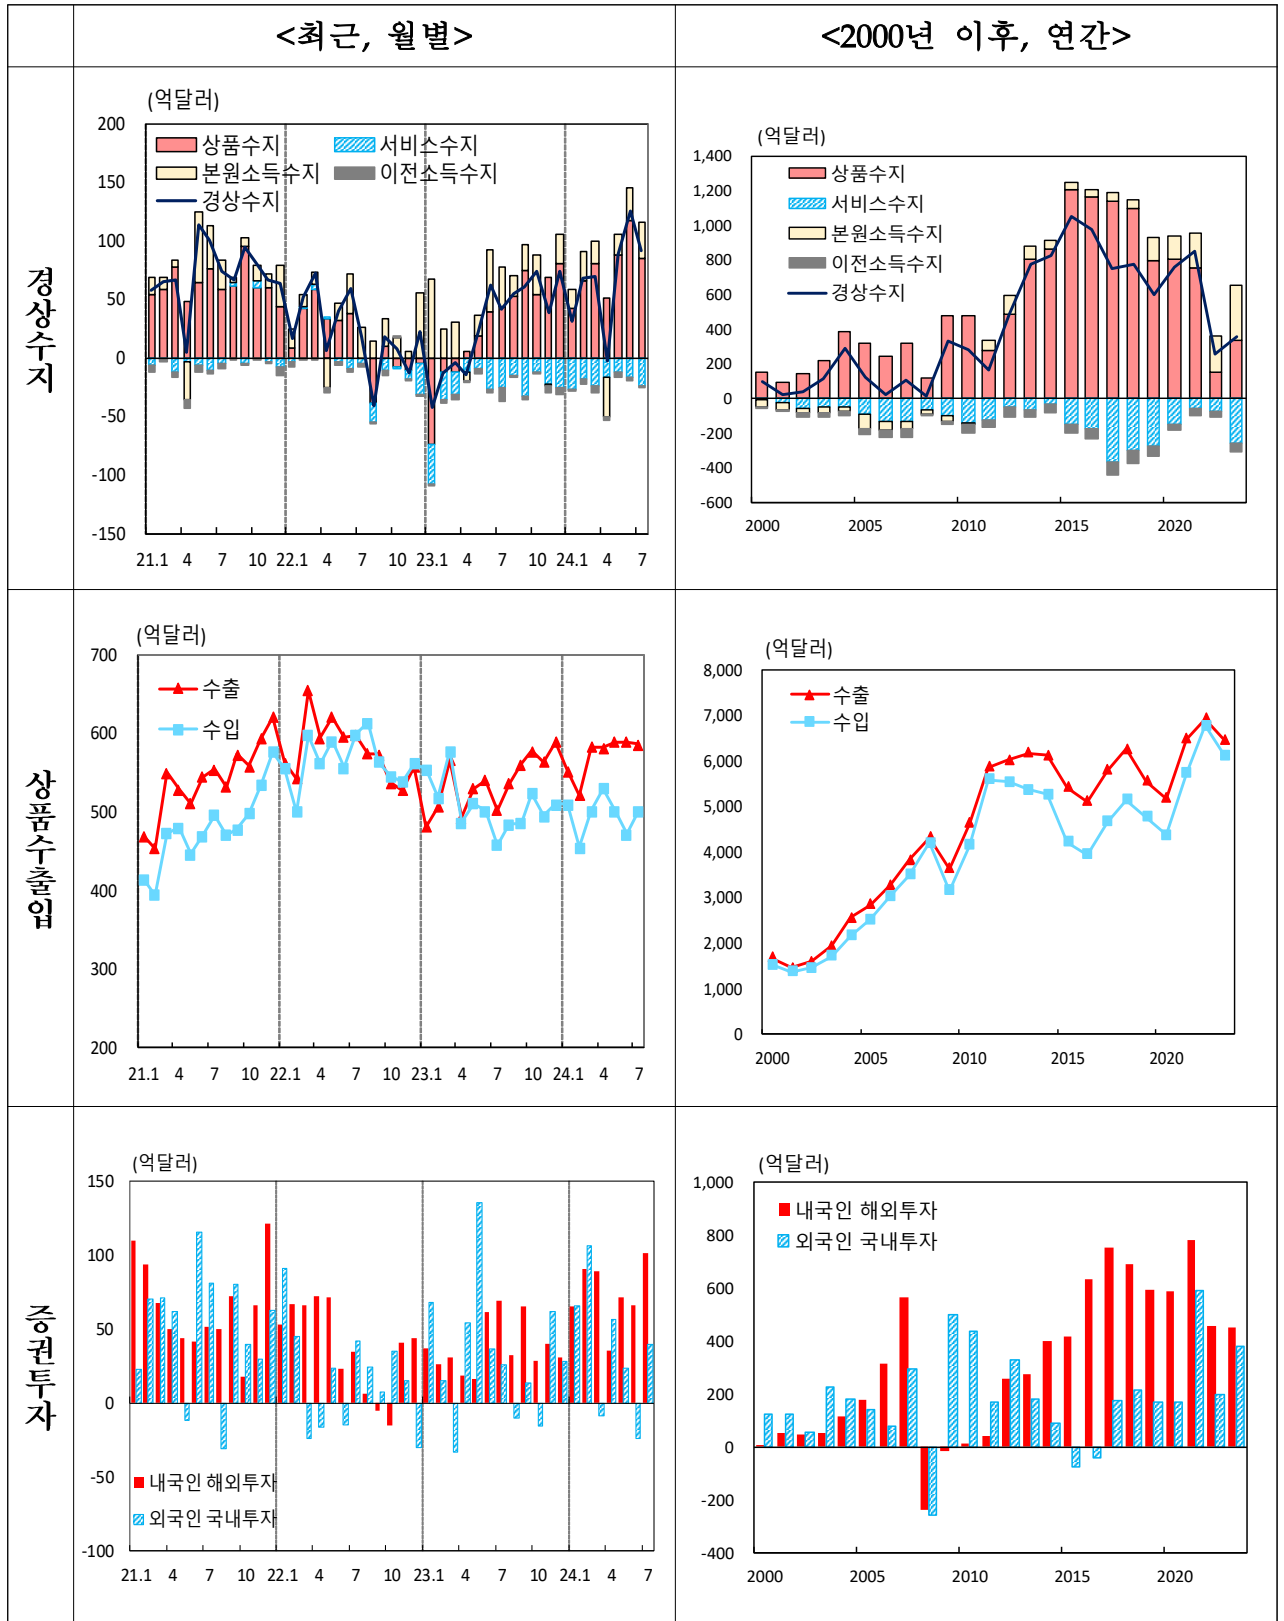 <최근, 월별>
<2000년 이후, 연간>
경상수지
(억달러)
200
150
100
50
0
-50
-100
-150
상품수지
서비스수지
본원소득수지
이전소득수지
경상수지
21.1 4 7 10 22.1 4 7 10 23.1 4 7 10 24.1 4 7
(억달러)
1,400
1,200
1,000
800
600
400
200
0
-200
-400
-600
상품수지
서비스수지
본원소득수지
이전소득수지
경상수지
2000 2005 2010 2015 2020
상품수출입
(억달러)
700
600
500
400
300
200
수출
수입
21.1 4 7 10 22.1 4 7 10 23.1 4 7 10 24.1 4 7
(억달러)
8,000
7,000
6,000
5,000
4,000
3,000
2,000
1,000
0
수출
수입
2000 2005 2010 2015 2020
증권투자
(억달러)
150
100
50
0
-50
-100
내국인 해외투자
외국인 국내투자
21.1 4 7 10 22.1 4 7 10 23.1 4 7 10 24.1 4 7
(억달러)
1,000
800
600
400
200
0
-200
-400
내국인 해외투자
외국인 국내투자
2000 2005 2010 2015 2020